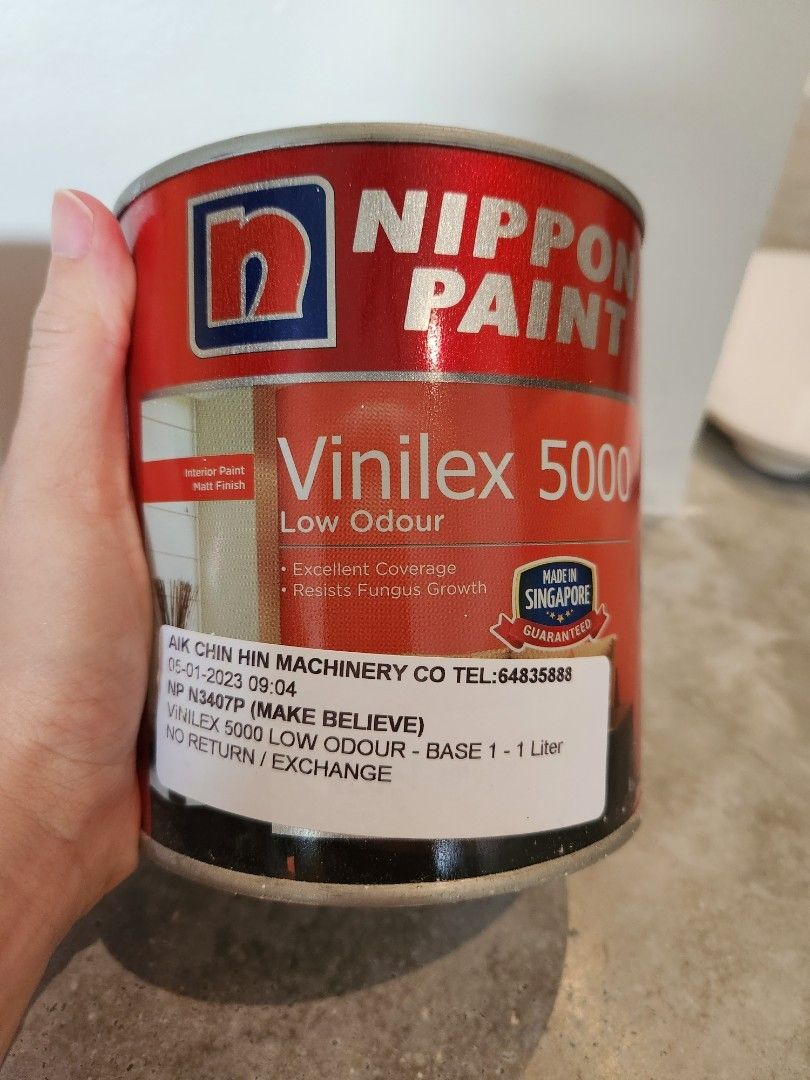 n
NIPPON
PAINT
Interior Paint
Matt Finish
Vinilex 5000
Low Odour
• Excellent Coverage
• Resists Fungus Growth
MADE IN
SINGAPORE
GUARANTEED
AIK CHIN HIN MACHINERY CO TEL:64835888
05-01-2023 09:04
NP N3407P (MAKE BELIEVE)
VINILEX 5000 LOW ODOUR - BASE 1 - 1 Liter
NO RETURN / EXCHANGE